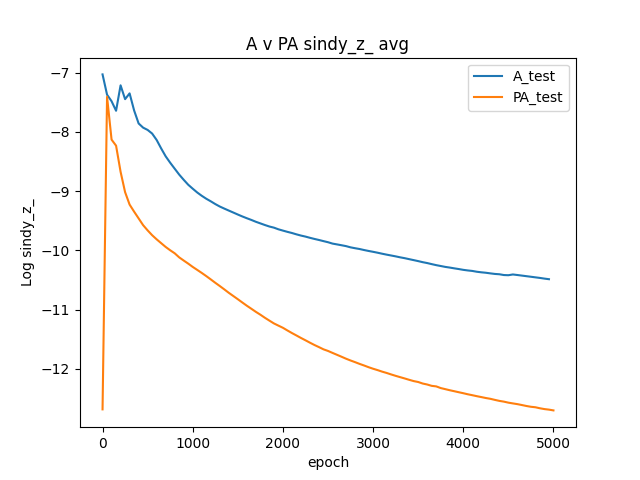 A v PA sindy_z_ avg
A_test
PA_test
Log sindy_z_
−7
−8
−9
−10
−11
−12
0 1000 2000 3000 4000 5000
epoch